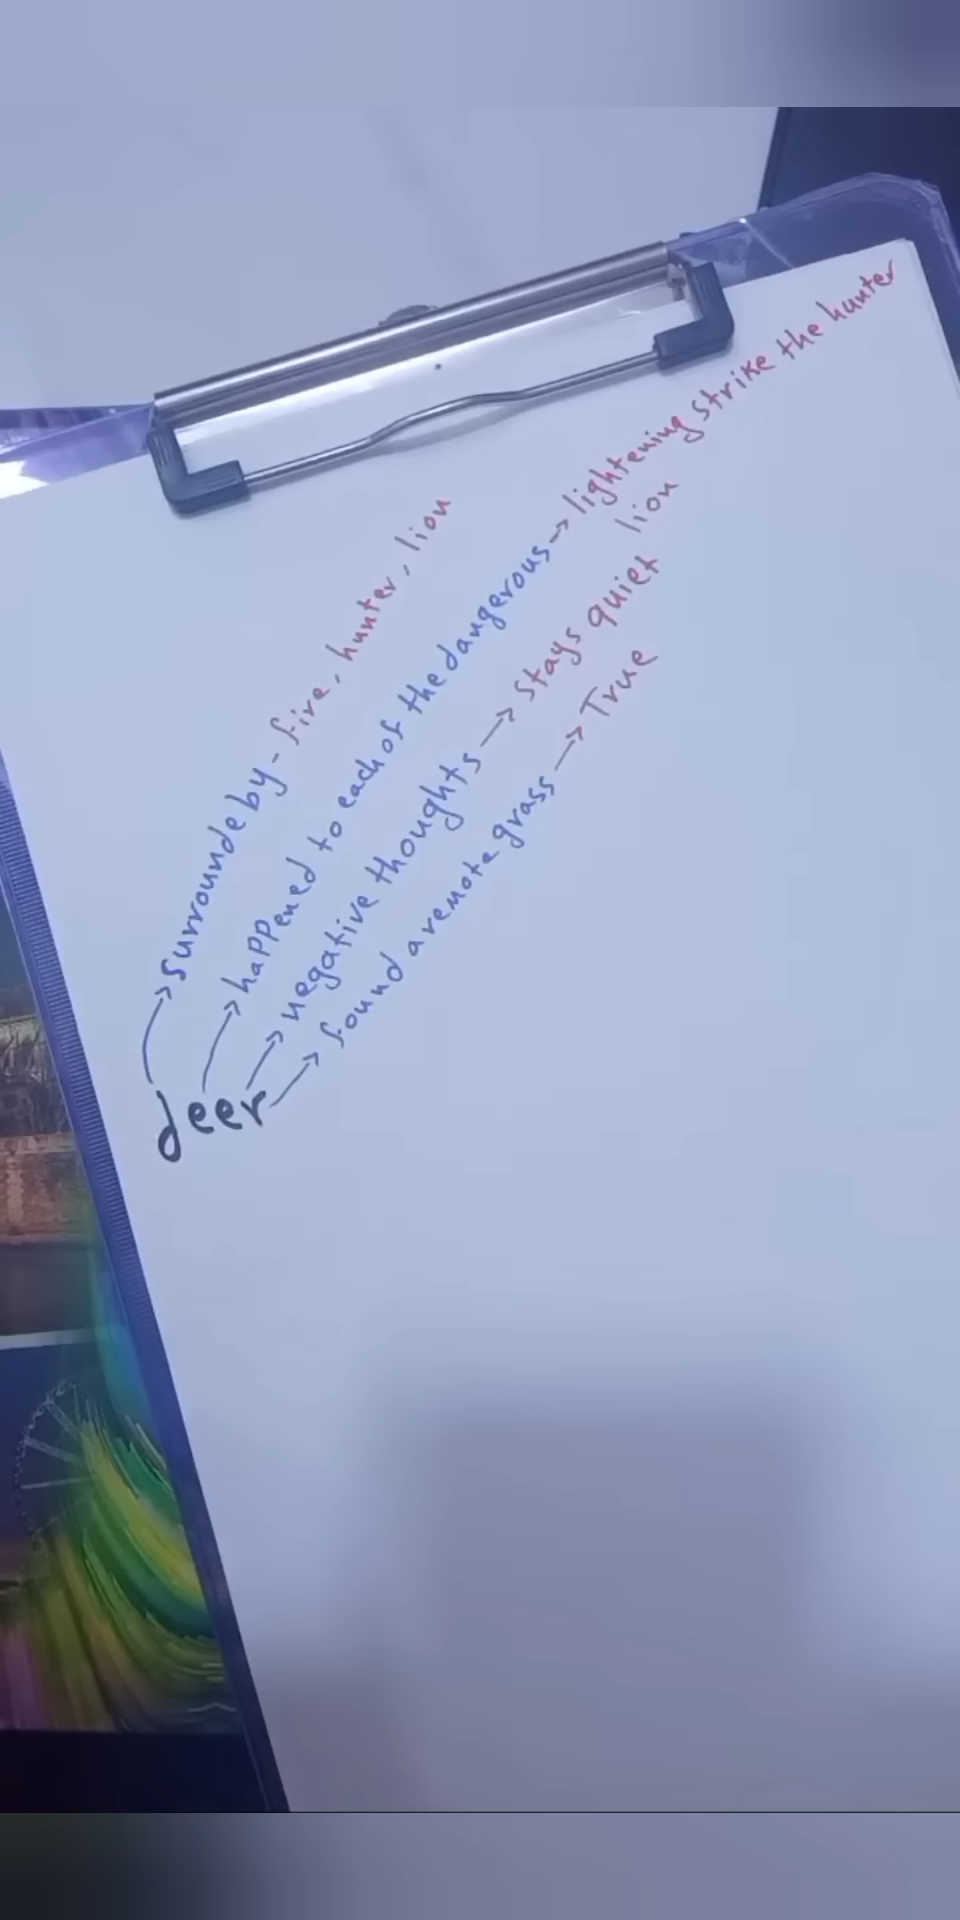 surrounde by - fire, hunter, lion
happened to each of the dangerous → lightening strike the hunter
lion
negative thoughts → stays quiet
found a remote grass → True
deer